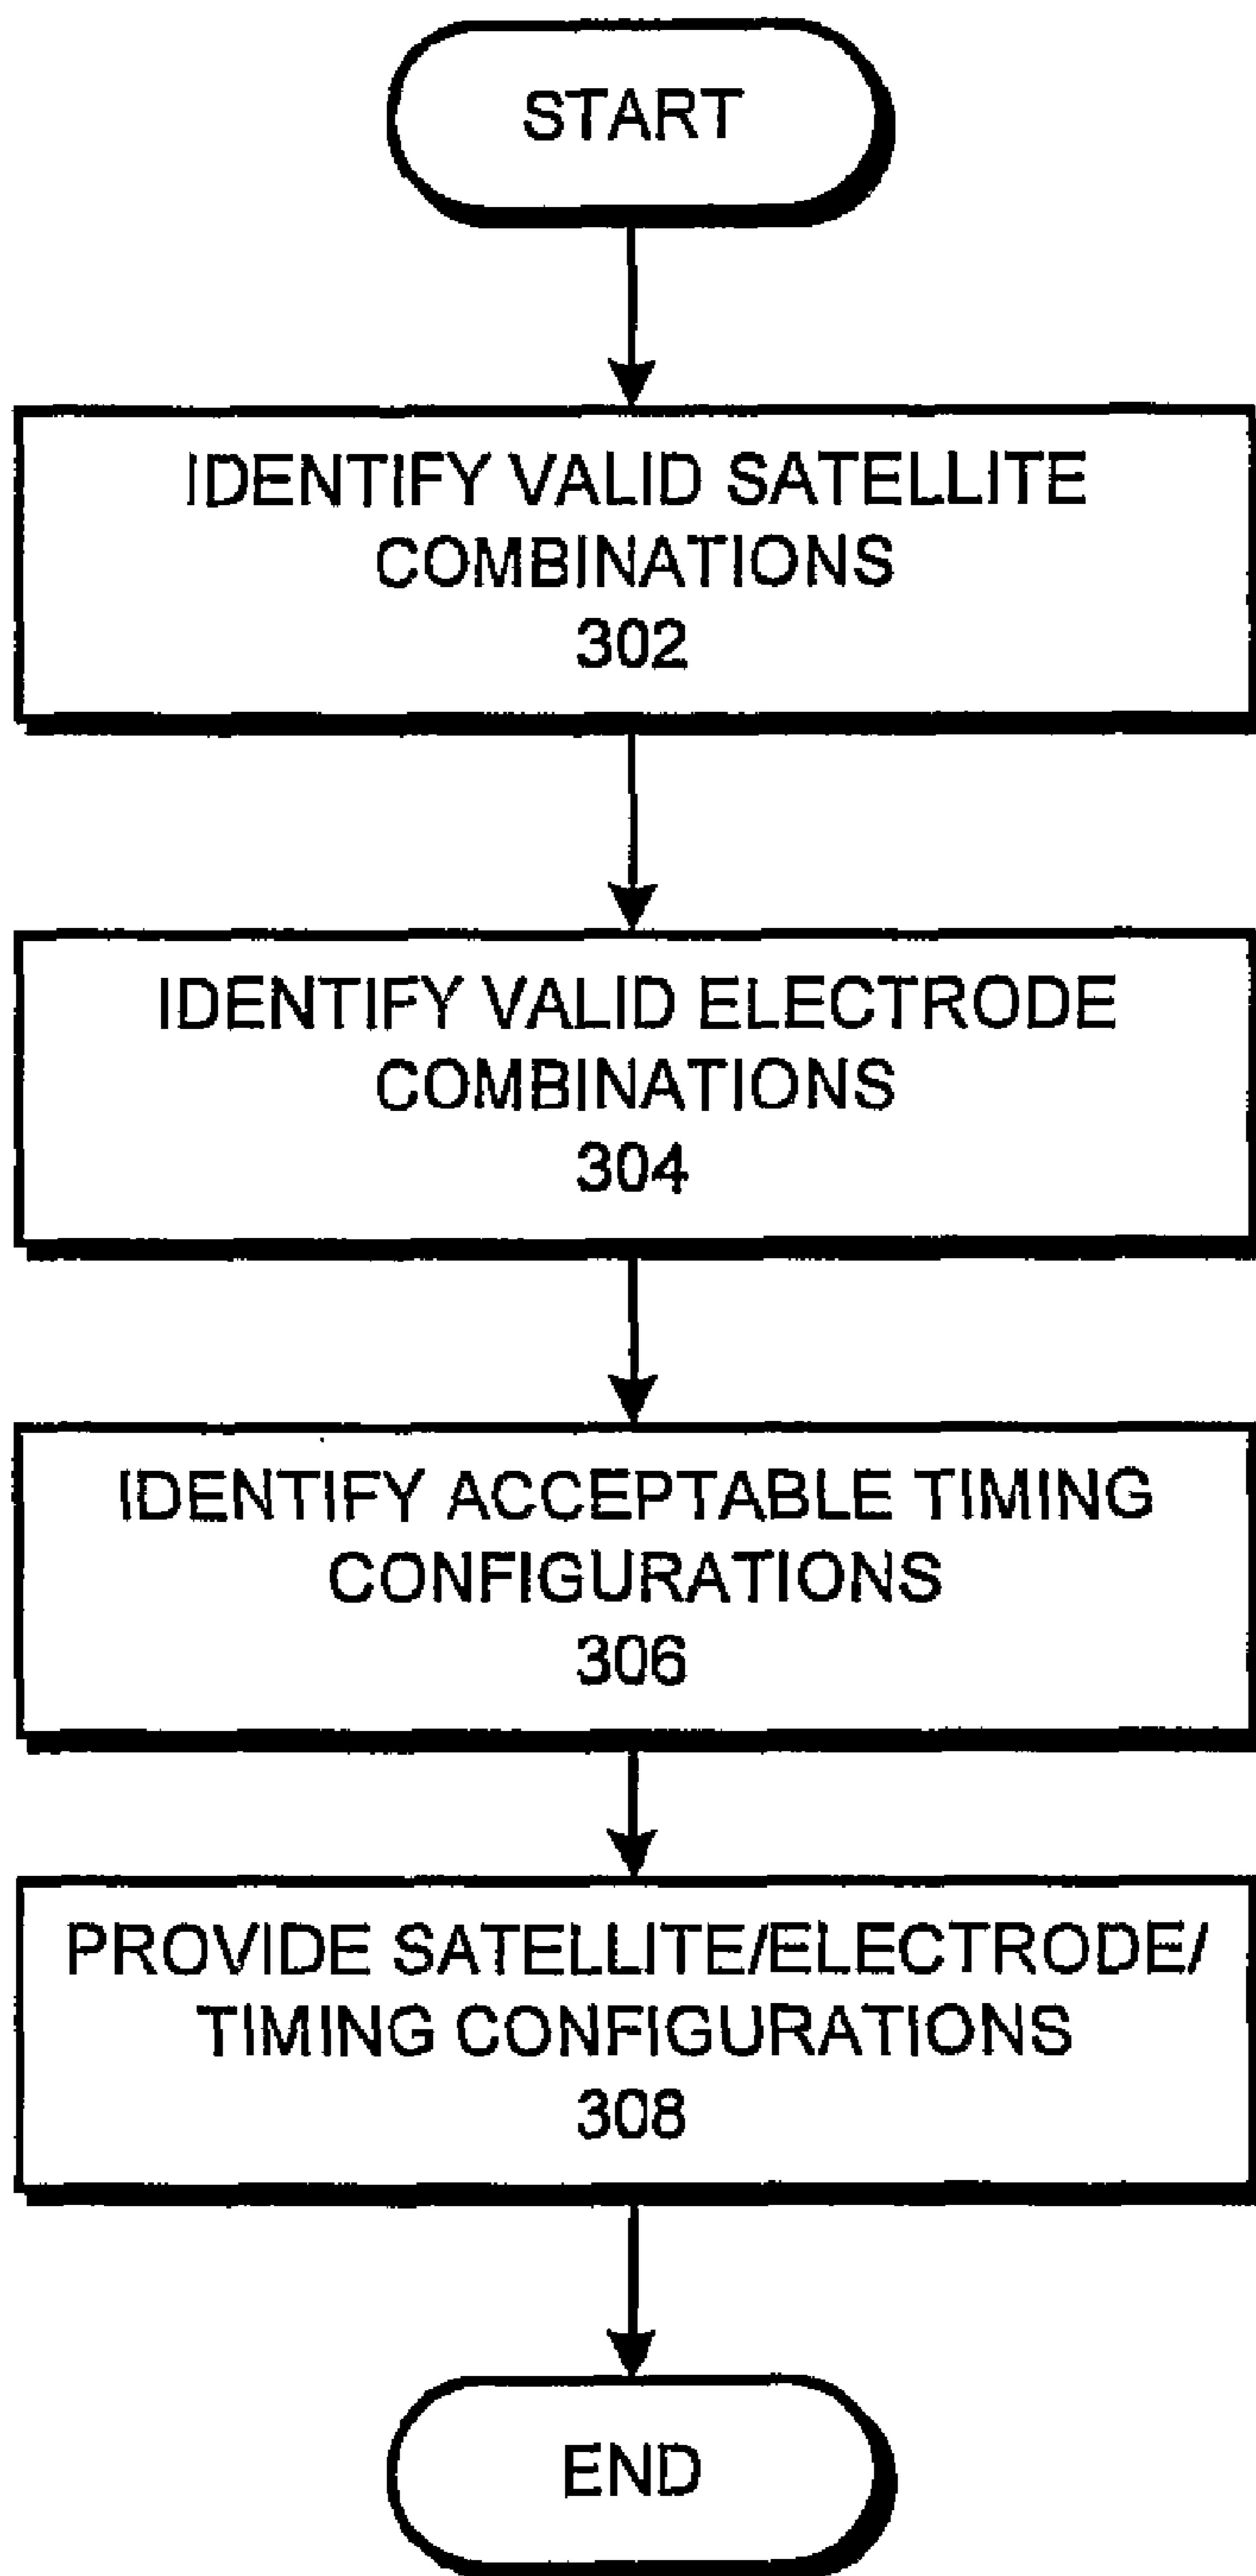 START
IDENTIFY VALID SATELLITE
COMBINATIONS
302
IDENTIFY VALID ELECTRODE
COMBINATIONS
304
IDENTIFY ACCEPTABLE TIMING
CONFIGURATIONS
306
PROVIDE SATELLITE/ELECTRODE/
TIMING CONFIGURATIONS
308
END